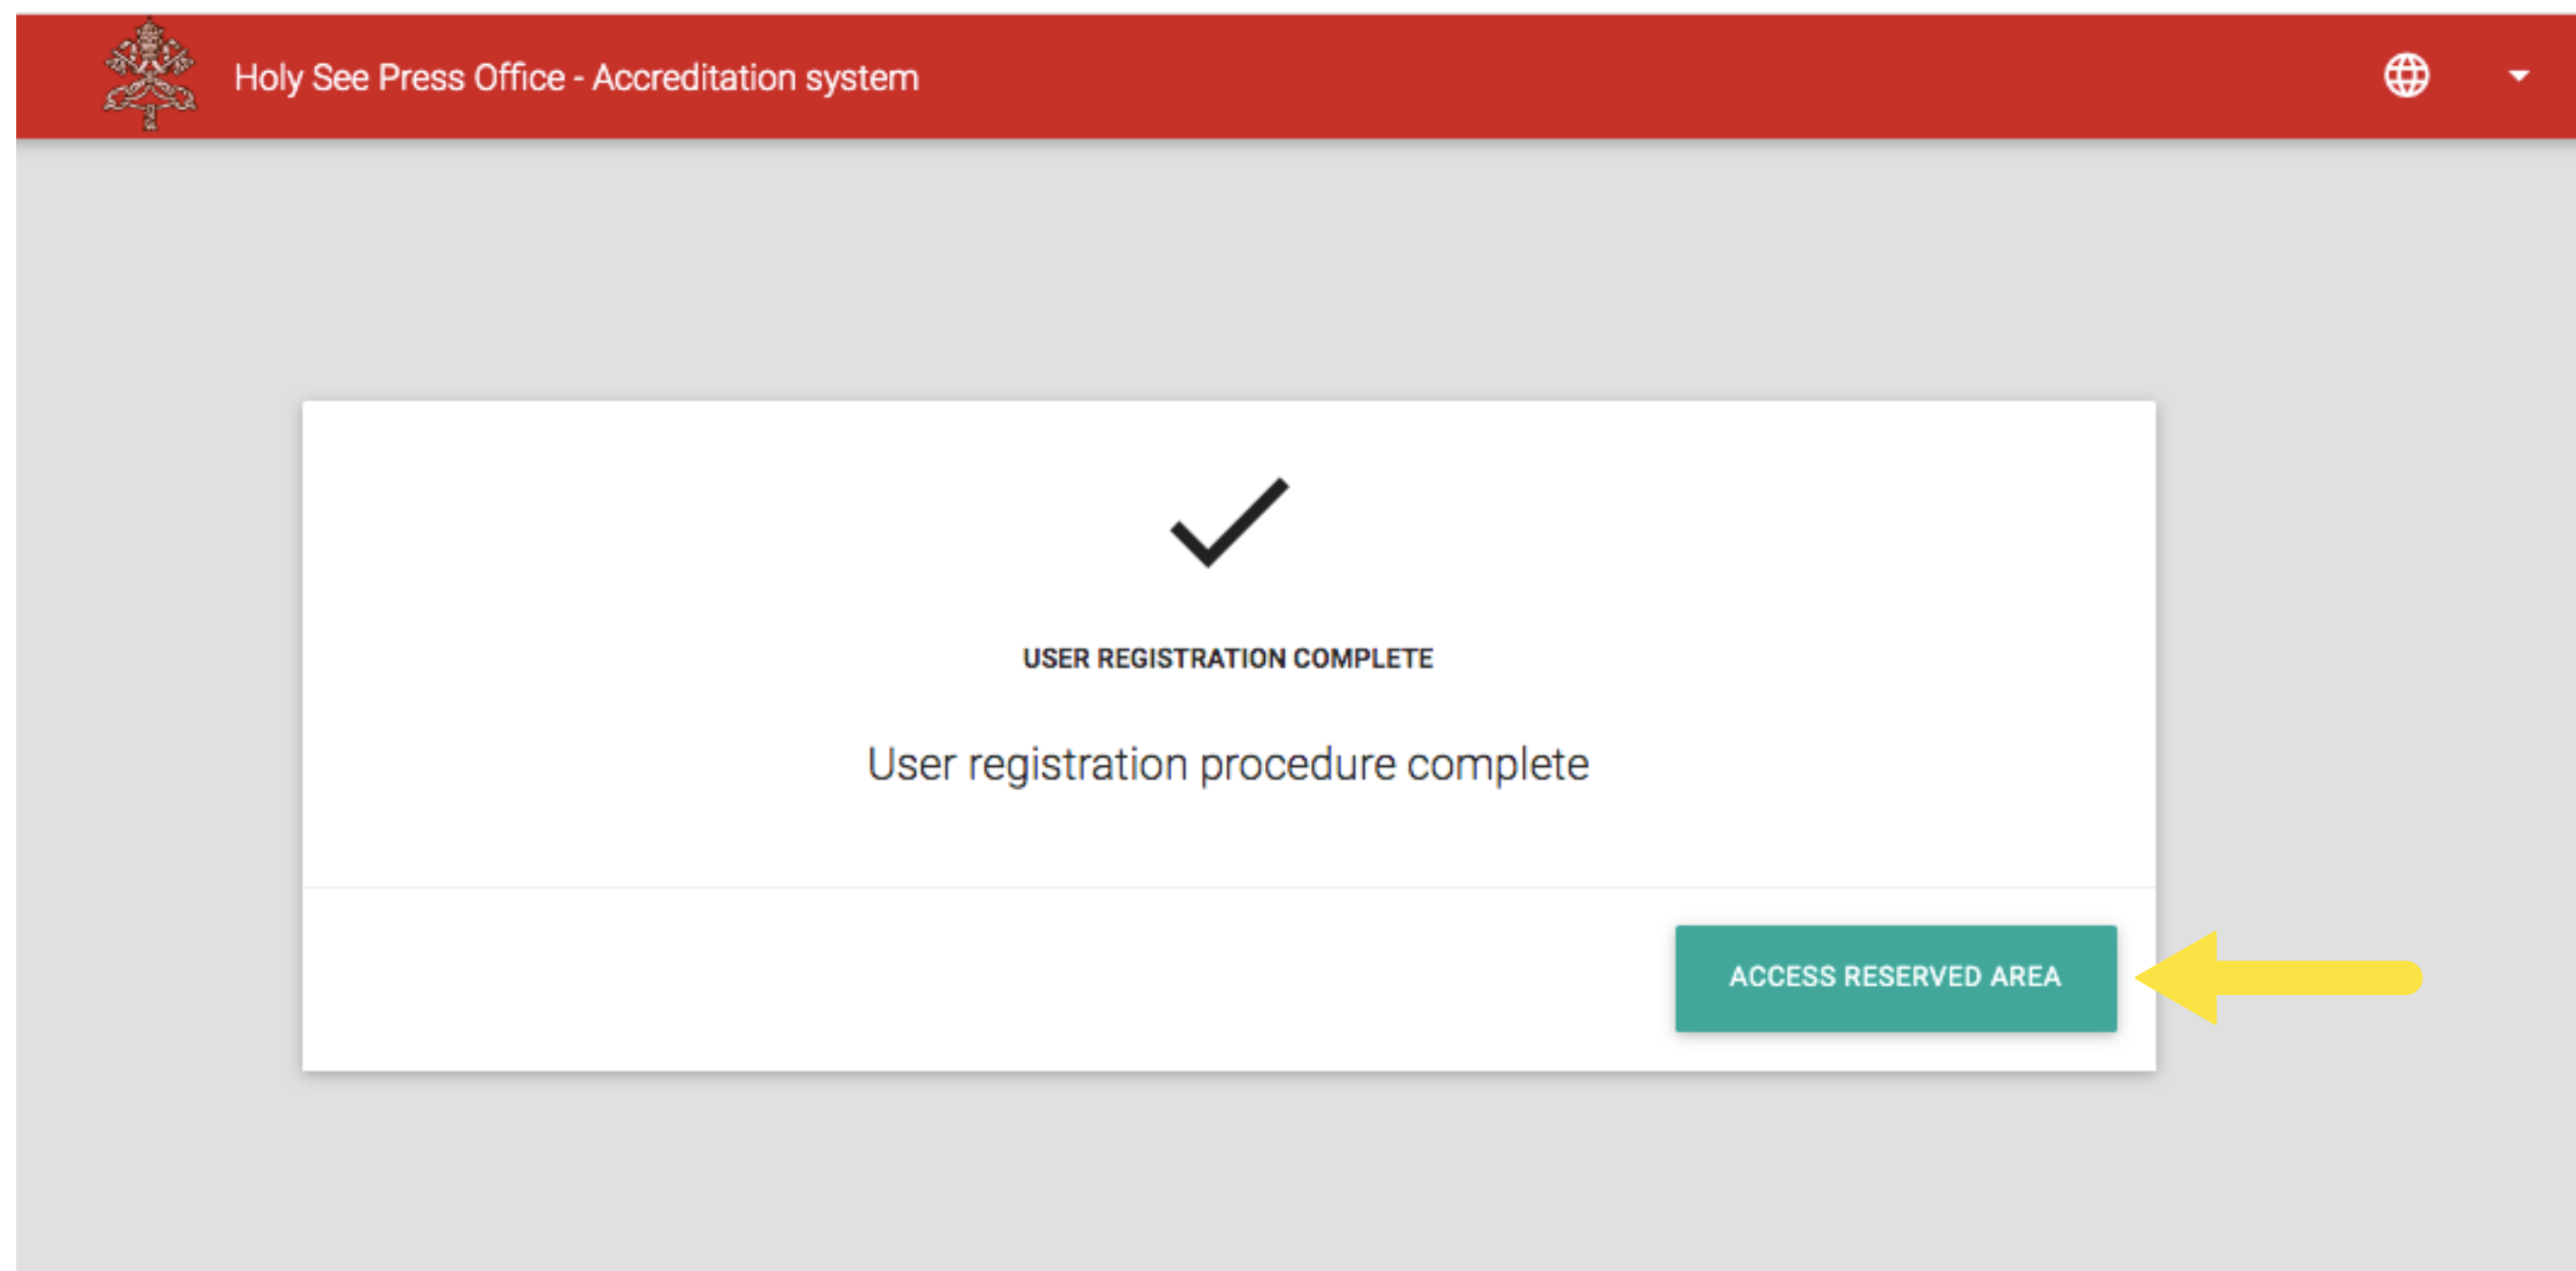 Holy See Press Office - Accreditation system
USER REGISTRATION COMPLETE
User registration procedure complete
ACCESS RESERVED AREA